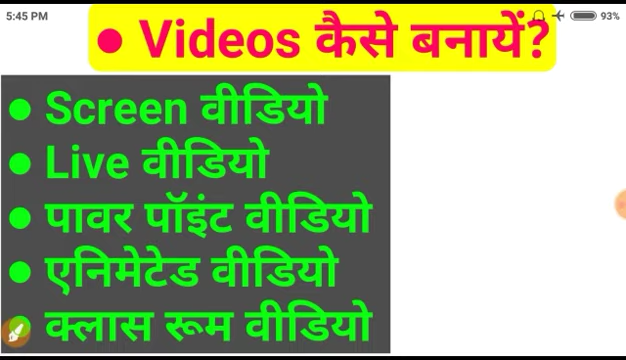 5:45 PM
93%
• Videos कैसे बनायें?
• Screen वीडियो
• Live वीडियो
• पावर पॉइंट वीडियो
• एनिमेटेड वीडियो
• क्लास रूम वीडियो